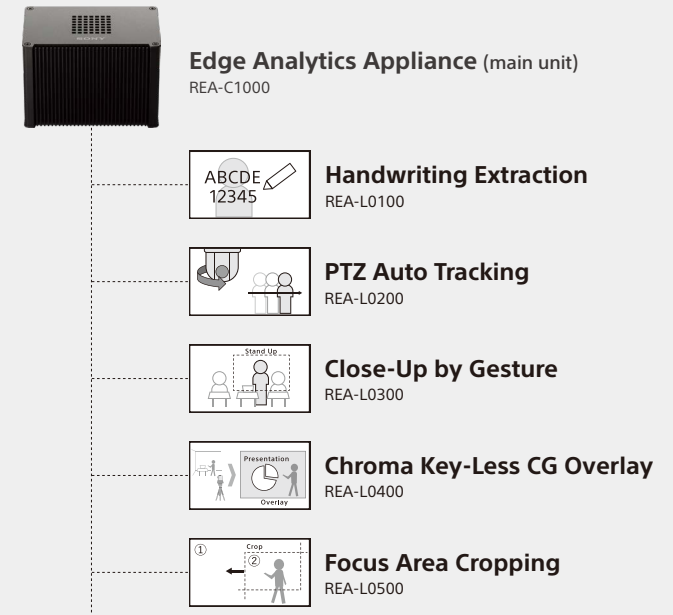 SONY
Edge Analytics Appliance (main unit)
REA-C1000
ABCDE
12345
Handwriting Extraction
REA-L0100
PTZ Auto Tracking
REA-L0200
Stand Up
Close-Up by Gesture
REA-L0300
Presentation
Overlay
Chroma Key-Less CG Overlay
REA-L0400
①
Crop
②
Focus Area Cropping
REA-L0500